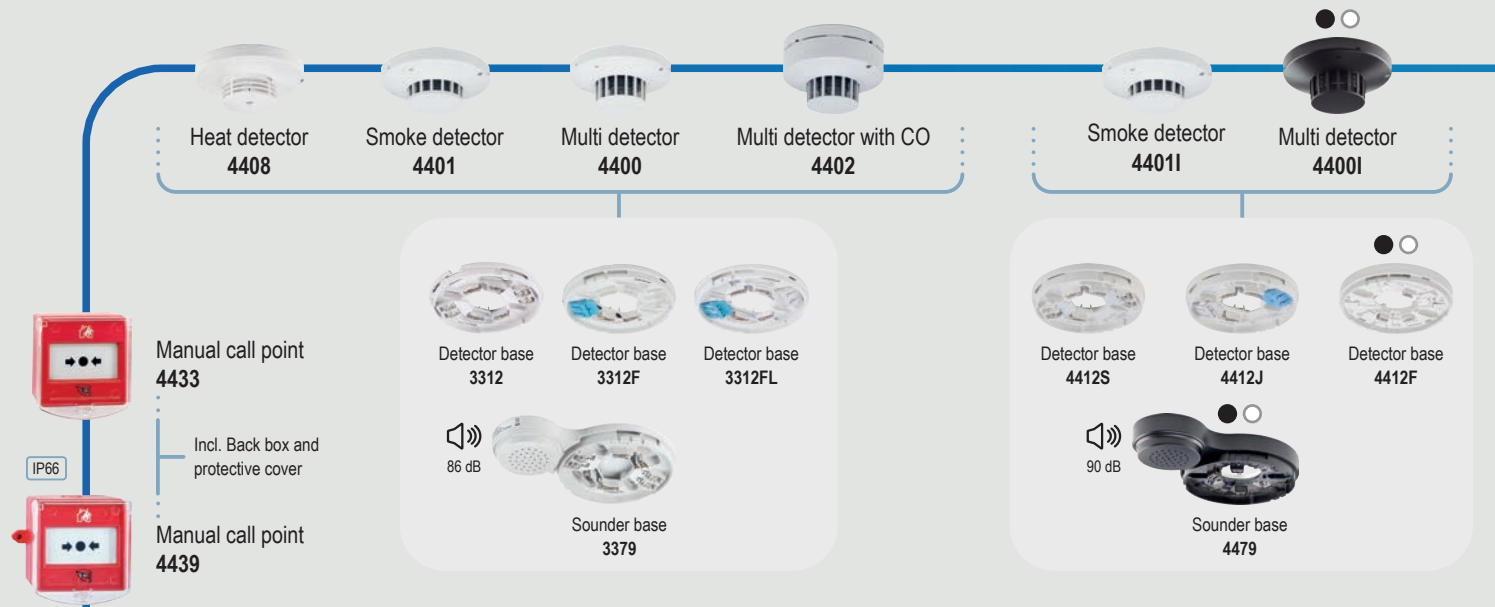 Heat detector
4408
Smoke detector
4401
Multi detector
4400
Multi detector with CO
4402
Smoke detector
4401I
Multi detector
4400I
Detector base
3312
Detector base
3312F
Detector base
3312FL
86 dB
Sounder base
3379
Detector base
4412S
Detector base
4412J
Detector base
4412F
90 dB
Sounder base
4479
Manual call point
4433
Incl. Back box and
protective cover
IP66
Manual call point
4439